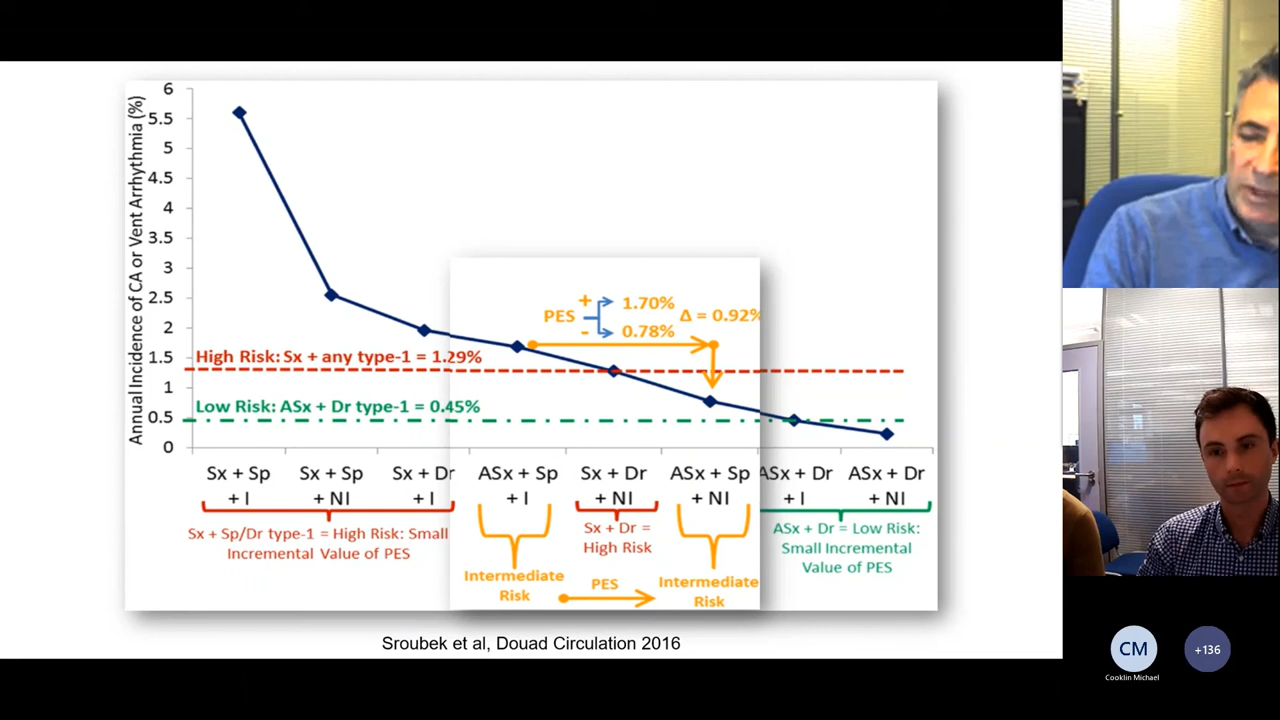 Annual Incidence of CA or Vent Arrhythmia (%)
6
5.5
5
4.5
4
3.5
3
2.5
2
1.5
1
0.5
0
PES
+
-
1.70%
0.78%
Δ = 0.92%
High Risk: Sx + any type-1 = 1.29%
Low Risk: ASx + Dr type-1 = 0.45%
Sx + Sp
+ I
Sx + Sp
+ NI
Sx + Dr
+ I
ASx + Sp
+ I
Sx + Dr
+ NI
ASx + Sp
+ NI
ASx + Dr
+ I
ASx + Dr
+ NI
Sx + Sp/Dr type-1 = High Risk: Small
Incremental Value of PES
Intermediate
Risk
Sx + Dr =
High Risk
PES
Intermediate
Risk
ASx + Dr = Low Risk:
Small Incremental
Value of PES
Sroubek et al, Douad Circulation 2016
CM
Cooklin Michael
+136